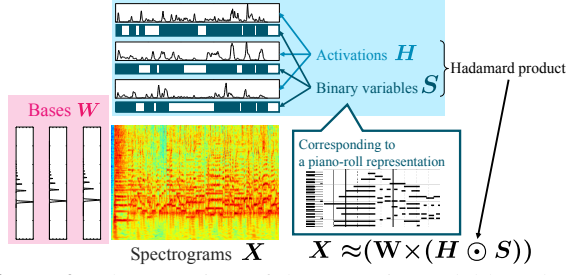 Activations H
Binary variables S
Hadamard product
Bases W
Corresponding to
a piano-roll representation
Spectrograms X
X ≈(W×(H ⊙ S))